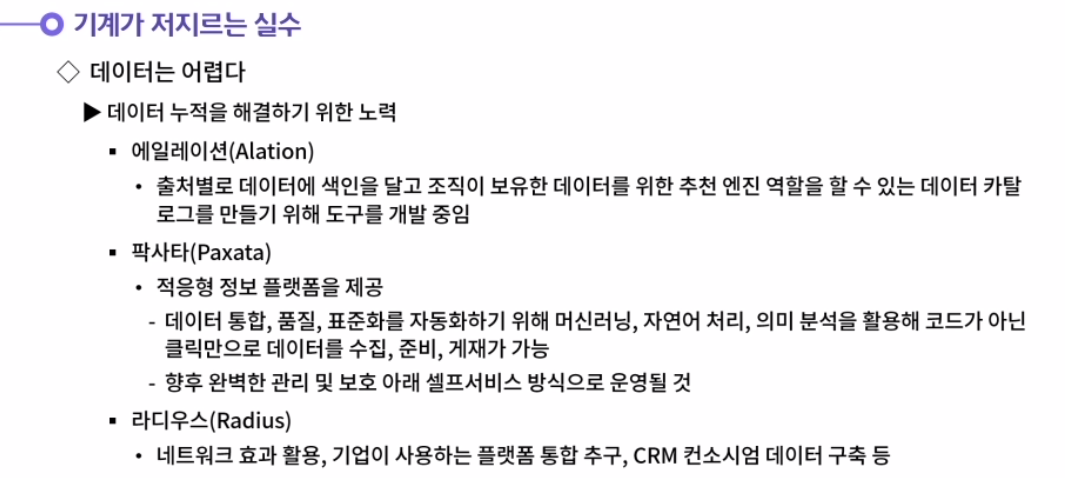 기계가 저지르는 실수
◇ 데이터는 어렵다
▶ 데이터 누적을 해결하기 위한 노력
▪ 에일레이션(Alation)
• 출처별로 데이터에 색인을 달고 조직이 보유한 데이터를 위한 추천 엔진 역할을 할 수 있는 데이터 카탈
로그를 만들기 위해 도구를 개발 중임
▪ 팍사타(Paxata)
• 적응형 정보 플랫폼을 제공
- 데이터 통합, 품질, 표준화를 자동화하기 위해 머신러닝, 자연어 처리, 의미 분석을 활용해 코드가 아닌
클릭만으로 데이터를 수집, 준비, 게재가 가능
- 향후 완벽한 관리 및 보호 아래 셀프서비스 방식으로 운영될 것
▪ 라디우스(Radius)
• 네트워크 효과 활용, 기업이 사용하는 플랫폼 통합 추구, CRM 컨소시엄 데이터 구축 등